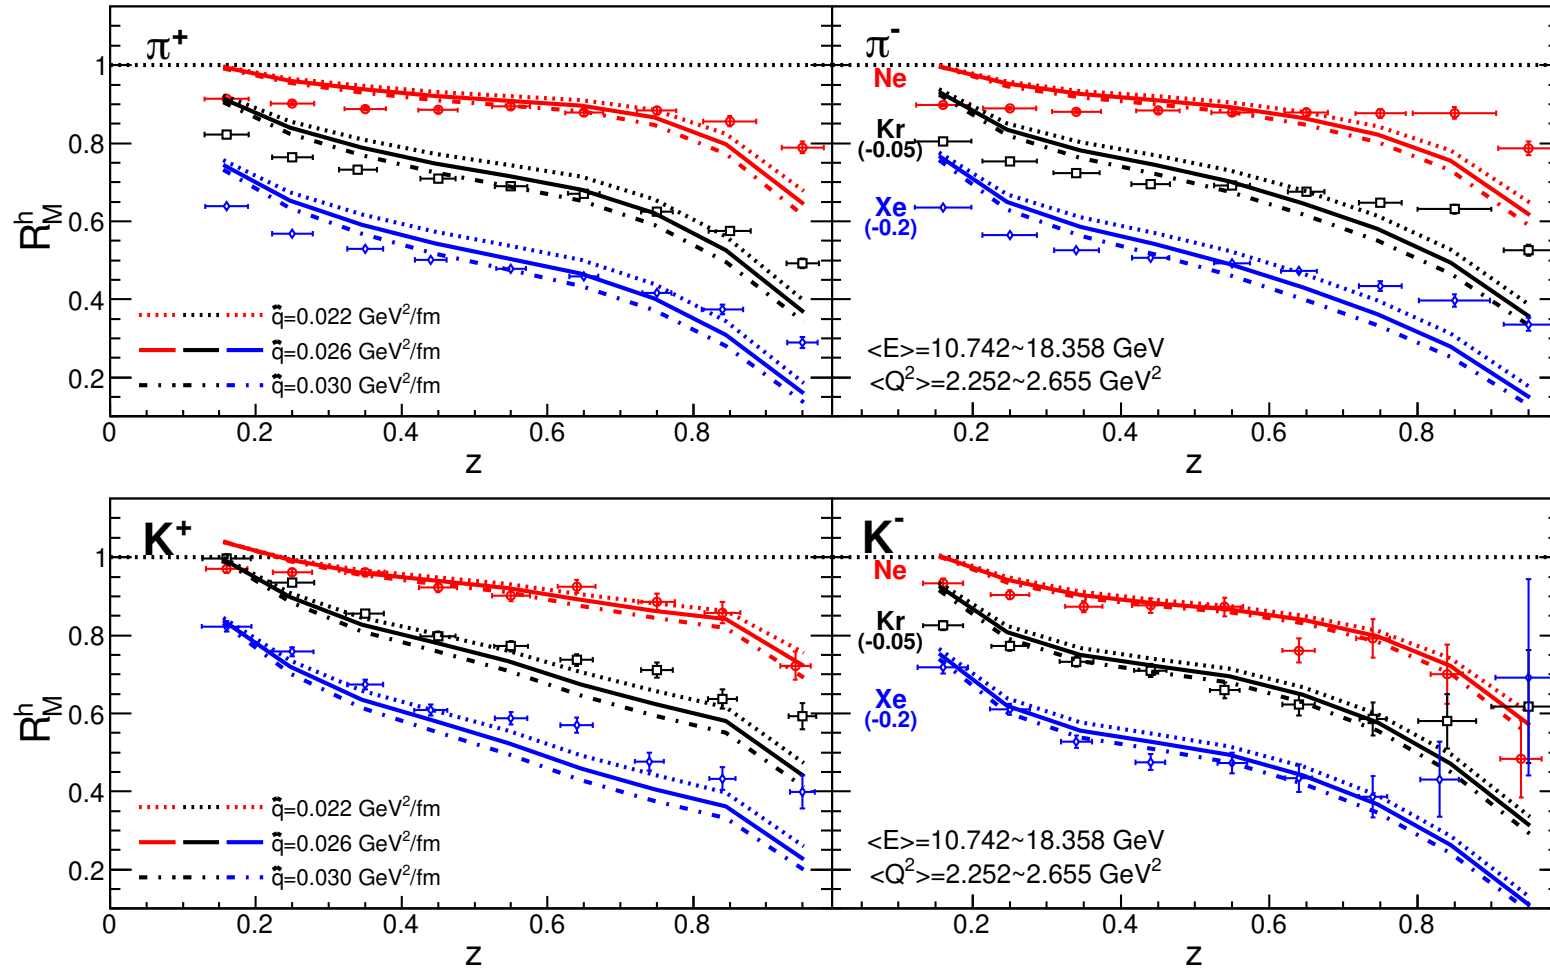 π⁺
π⁻
1
0.8
0.6
0.4
0.2
R_M^h
Ne
Kr
(-0.05)
Xe
(-0.2)
q̂=0.022 GeV²/fm
q̂=0.026 GeV²/fm
q̂=0.030 GeV²/fm
<E>=10.742~18.358 GeV
<Q²>=2.252~2.655 GeV²
0 0.2 0.4 0.6 0.8
0.2 0.4 0.6 0.8
z
z
K⁺
K⁻
1
0.8
0.6
0.4
0.2
R_M^h
Ne
Kr
(-0.05)
Xe
(-0.2)
q̂=0.022 GeV²/fm
q̂=0.026 GeV²/fm
q̂=0.030 GeV²/fm
<E>=10.742~18.358 GeV
<Q²>=2.252~2.655 GeV²
0 0.2 0.4 0.6 0.8
0.2 0.4 0.6 0.8
z
z